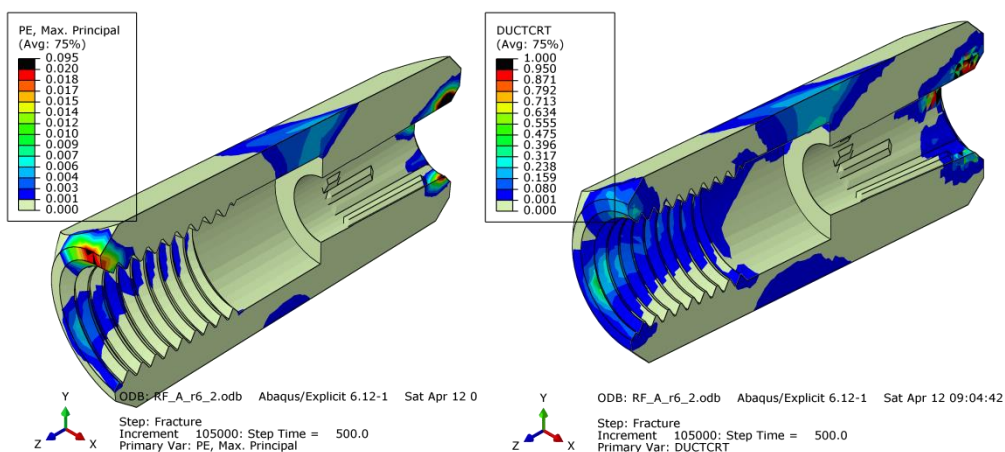 PE, Max. Principal
(Avg: 75%)
0.095
0.020
0.018
0.017
0.015
0.014
0.012
0.010
0.009
0.007
0.006
0.004
0.003
0.001
0.000
Y
Z
X
ODB: RF_A_r6_2.odb Abaqus/Explicit 6.12-1 Sat Apr 12 0
Step: Fracture
Increment 105000: Step Time = 500.0
Primary Var: PE, Max. Principal
DUCTCRT
(Avg: 75%)
1.000
0.950
0.871
0.792
0.713
0.634
0.555
0.475
0.396
0.317
0.238
0.159
0.080
0.001
0.000
Y
Z
X
ODB: RF_A_r6_2.odb Abaqus/Explicit 6.12-1 Sat Apr 12 09:04:42
Step: Fracture
Increment 105000: Step Time = 500.0
Primary Var: DUCTCRT